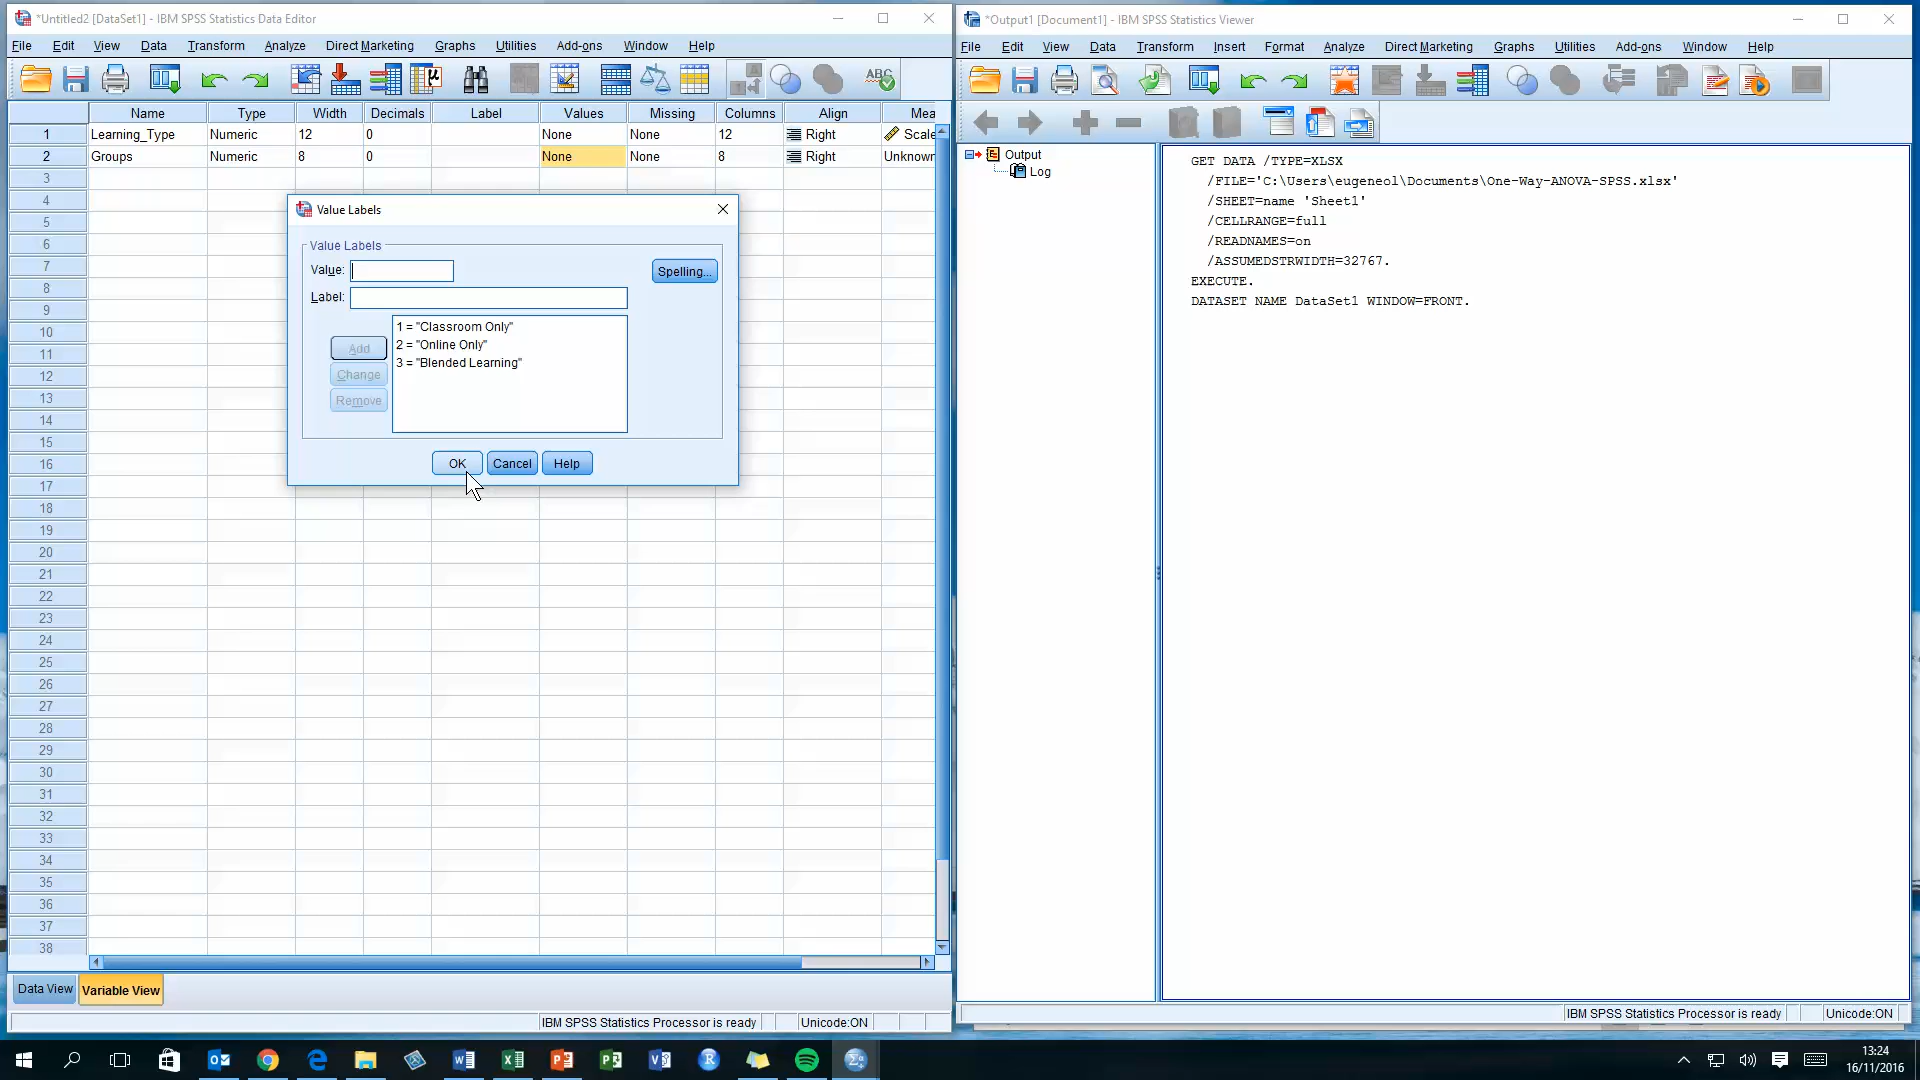 *Untitled2 [DataSet1] - IBM SPSS Statistics Data Editor
File Edit View Data Transform Analyze Direct Marketing Graphs Utilities Add-ons Window Help
Name Type Width Decimals Label Values Missing Columns Align Mea
1 Learning_Type Numeric 12 0 None None 12 Right Scale
2 Groups Numeric 8 0 None None 8 Right Unknown
3
4
5
6
7
8
9
10
11
12
13
14
15
16
17
18
19
20
21
22
23
24
25
26
27
28
29
30
31
32
33
34
35
36
37
38
Value Labels
Value Labels
Value:
Spelling...
Label:
1 = "Classroom Only"
2 = "Online Only"
3 = "Blended Learning"
Add
Change
Remove
OK Cancel Help
Data View Variable View
IBM SPSS Statistics Processor is ready Unicode:ON
*Output1 [Document1] - IBM SPSS Statistics Viewer
File Edit View Data Transform Insert Format Analyze Direct Marketing Graphs Utilities Add-ons Window Help
Output
Log
GET DATA /TYPE=XLSX
/FILE='C:\Users\eugeneol\Documents\One-Way-ANOVA-SPSS.xlsx'
/SHEET=name 'Sheet1'
/CELLRANGE=full
/READNAMES=on
/ASSUMEDSTRWIDTH=32767.
EXECUTE.
DATASET NAME DataSet1 WINDOW=FRONT.
IBM SPSS Statistics Processor is ready Unicode:ON
13:24
16/11/2016